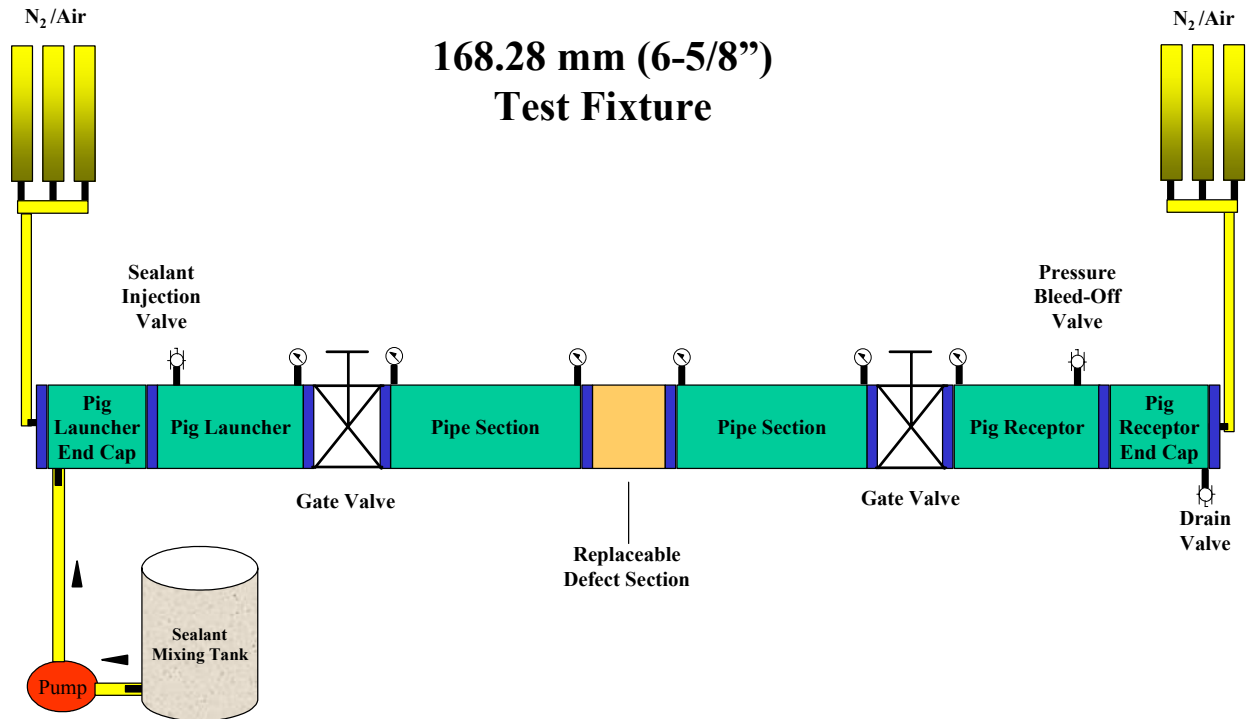 N2 /Air
N2 /Air
168.28 mm (6-5/8”)
Test Fixture
Sealant
Injection
Valve
Pressure
Bleed-Off
Valve
Pig
Launcher
End Cap
Pig Launcher
Pipe Section
Pipe Section
Pig Receptor
Pig
Receptor
End Cap
Gate Valve
Gate Valve
Drain
Valve
Replaceable
Defect Section
Sealant
Mixing Tank
Pump